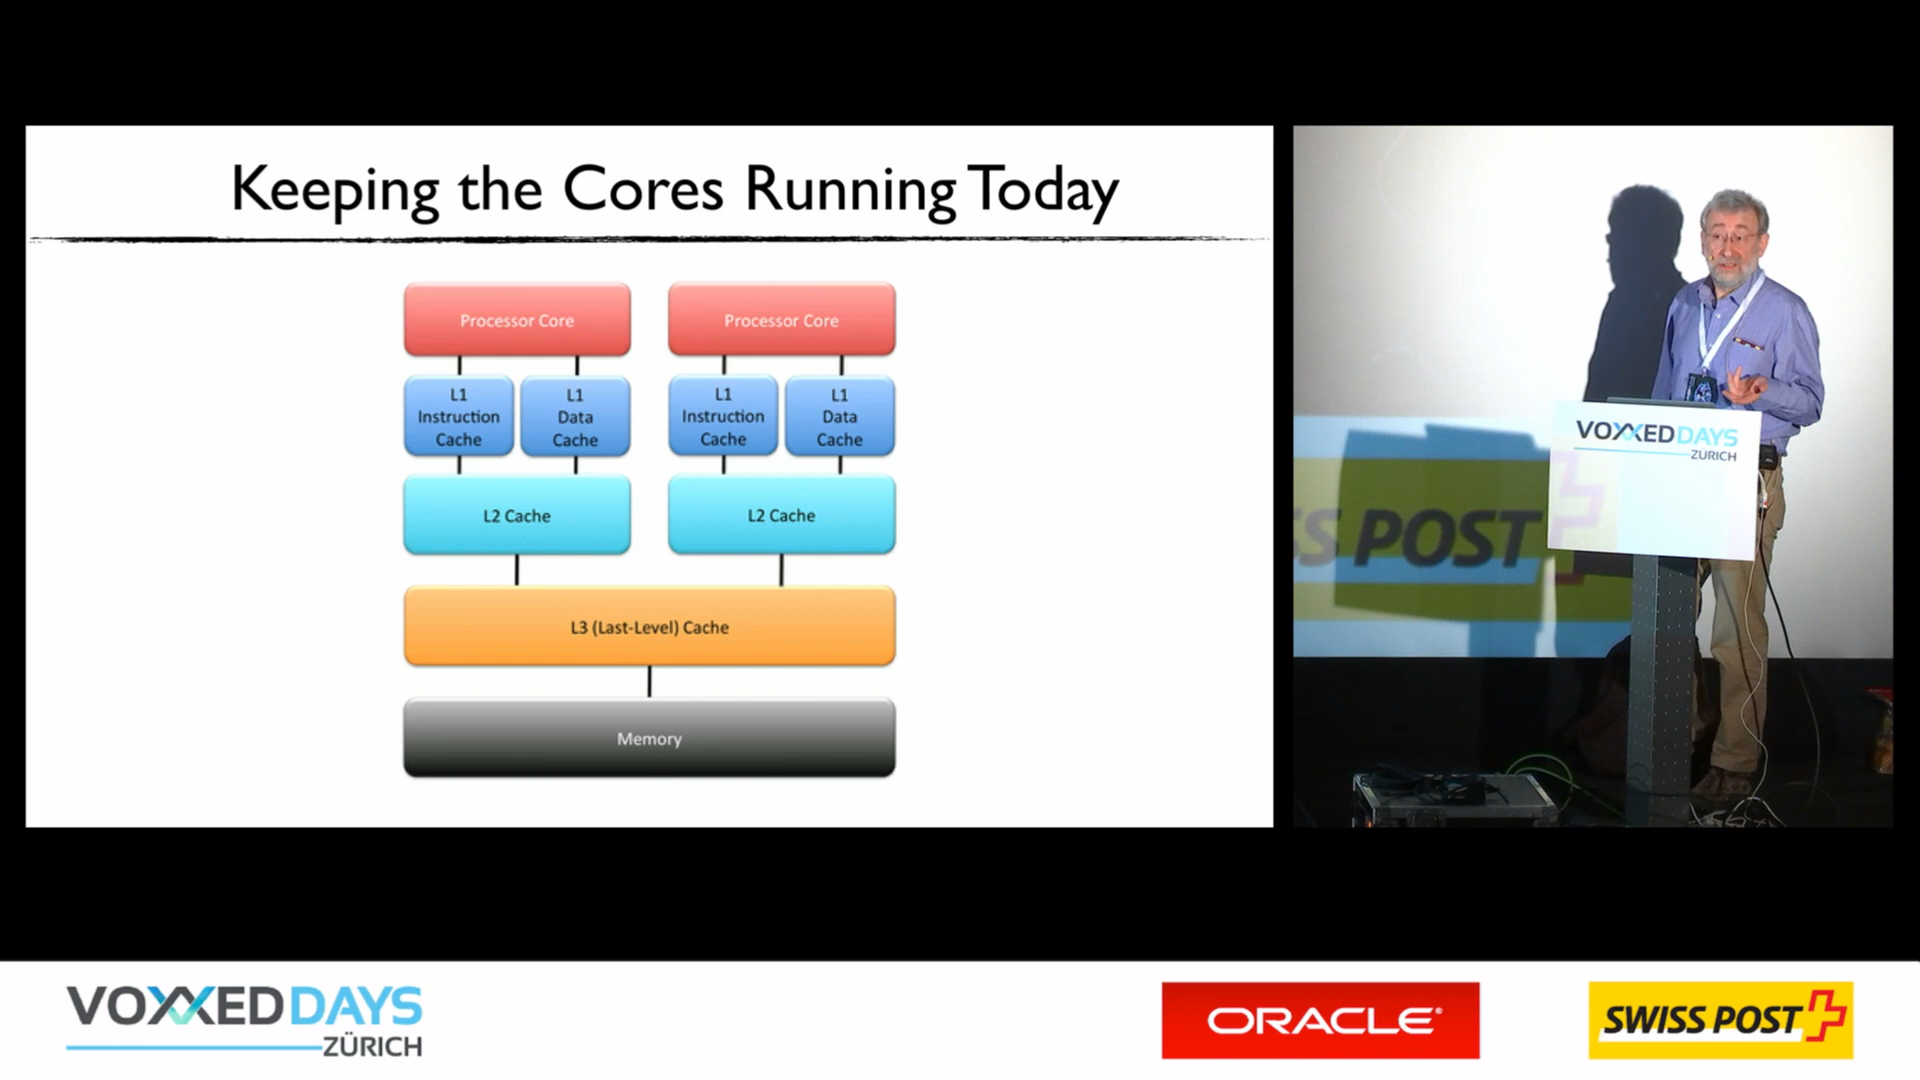 Keeping the Cores Running Today
Processor Core
Processor Core
L1
Instruction
Cache
L1
Data
Cache
L1
Instruction
Cache
L1
Data
Cache
L2 Cache
L2 Cache
L3 (Last-Level) Cache
Memory
VOXXED DAYS
ZÜRICH
SS POST
VOXXED DAYS
ZÜRICH
ORACLE®
SWISS POST